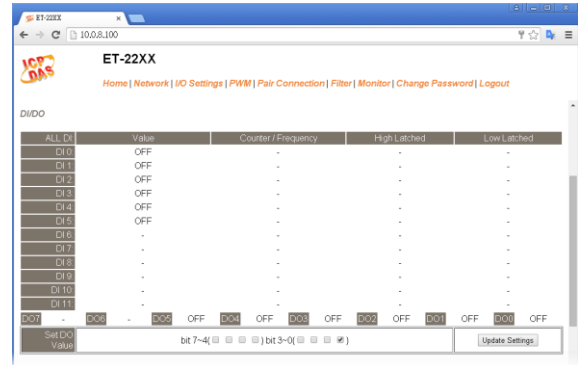 ET-22XX
10.0.8.100
ICP DAS
ET-22XX
Home | Network | I/O Settings | PWM | Pair Connection | Filter | Monitor | Change Password | Logout
DI/DO
ALL DI Value Counter / Frequency High Latched Low Latched
DI 0: OFF - - -
DI 1: OFF - - -
DI 2: OFF - - -
DI 3: OFF - - -
DI 4: OFF - - -
DI 5: OFF - - -
DI 6: - - - -
DI 7: - - - -
DI 8: - - - -
DI 9: - - - -
DI 10: - - - -
DI 11: - - - -
DO7 - DO6 - DO5 OFF DO4 OFF DO3 OFF DO2 OFF DO1 OFF DO0 OFF
Set DO Value bit 7~4( ) bit 3~0( ) Update Settings